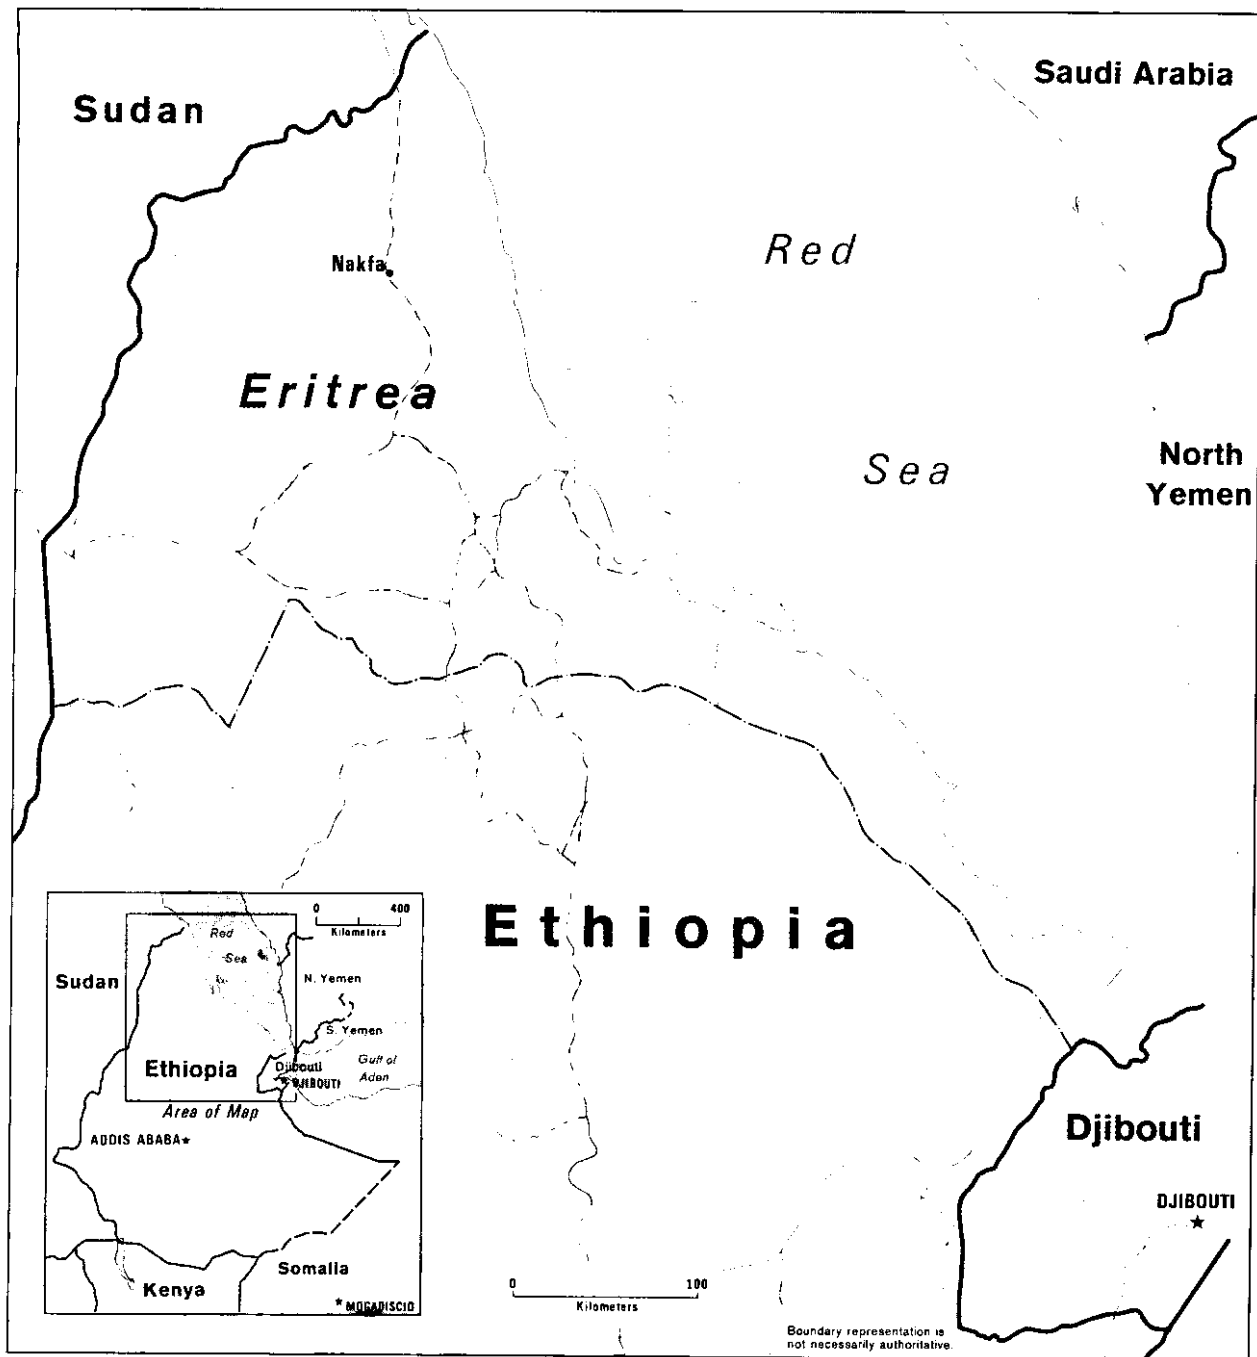 Saudi Arabia
Sudan
Red
Nakfa
Eritrea
Sea
North
Yemen
Ethiopia
0 400
Kilometers
Red
Sea
Sudan
N. Yemen
S. Yemen
Ethiopia
Djibouti
DJIBOUTI
Gulf of
Aden
Area of Map
ADDIS ABABA
Somalia
Kenya
MOGADISCIO
Djibouti
DJIBOUTI
0 100
Kilometers
Boundary representation is
not necessarily authoritative.